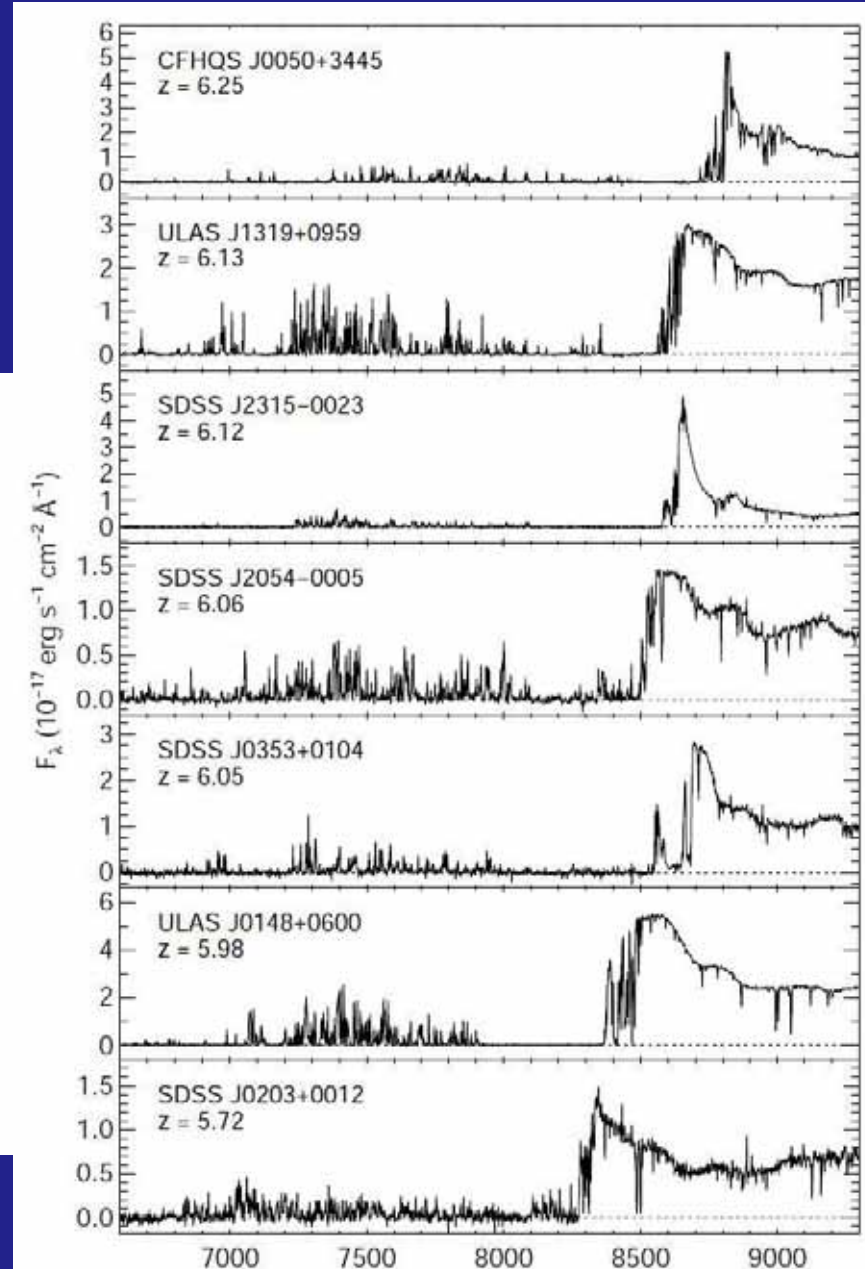 6
5
4
3
2
1
0
CFHQS J0050+3445
z = 6.25
3
2
1
0
ULAS J1319+0959
z = 6.13
5
4
3
2
1
0
SDSS J2315−0023
z = 6.12
1.5
1.0
0.5
0.0
SDSS J2054−0005
z = 6.06
3
2
1
0
SDSS J0353+0104
z = 6.05
6
4
2
0
ULAS J0148+0600
z = 5.98
1.5
1.0
0.5
0.0
SDSS J0203+0012
z = 5.72
F_λ (10⁻¹⁷ erg s⁻¹ cm⁻² Å⁻¹)
7000 7500 8000 8500 9000